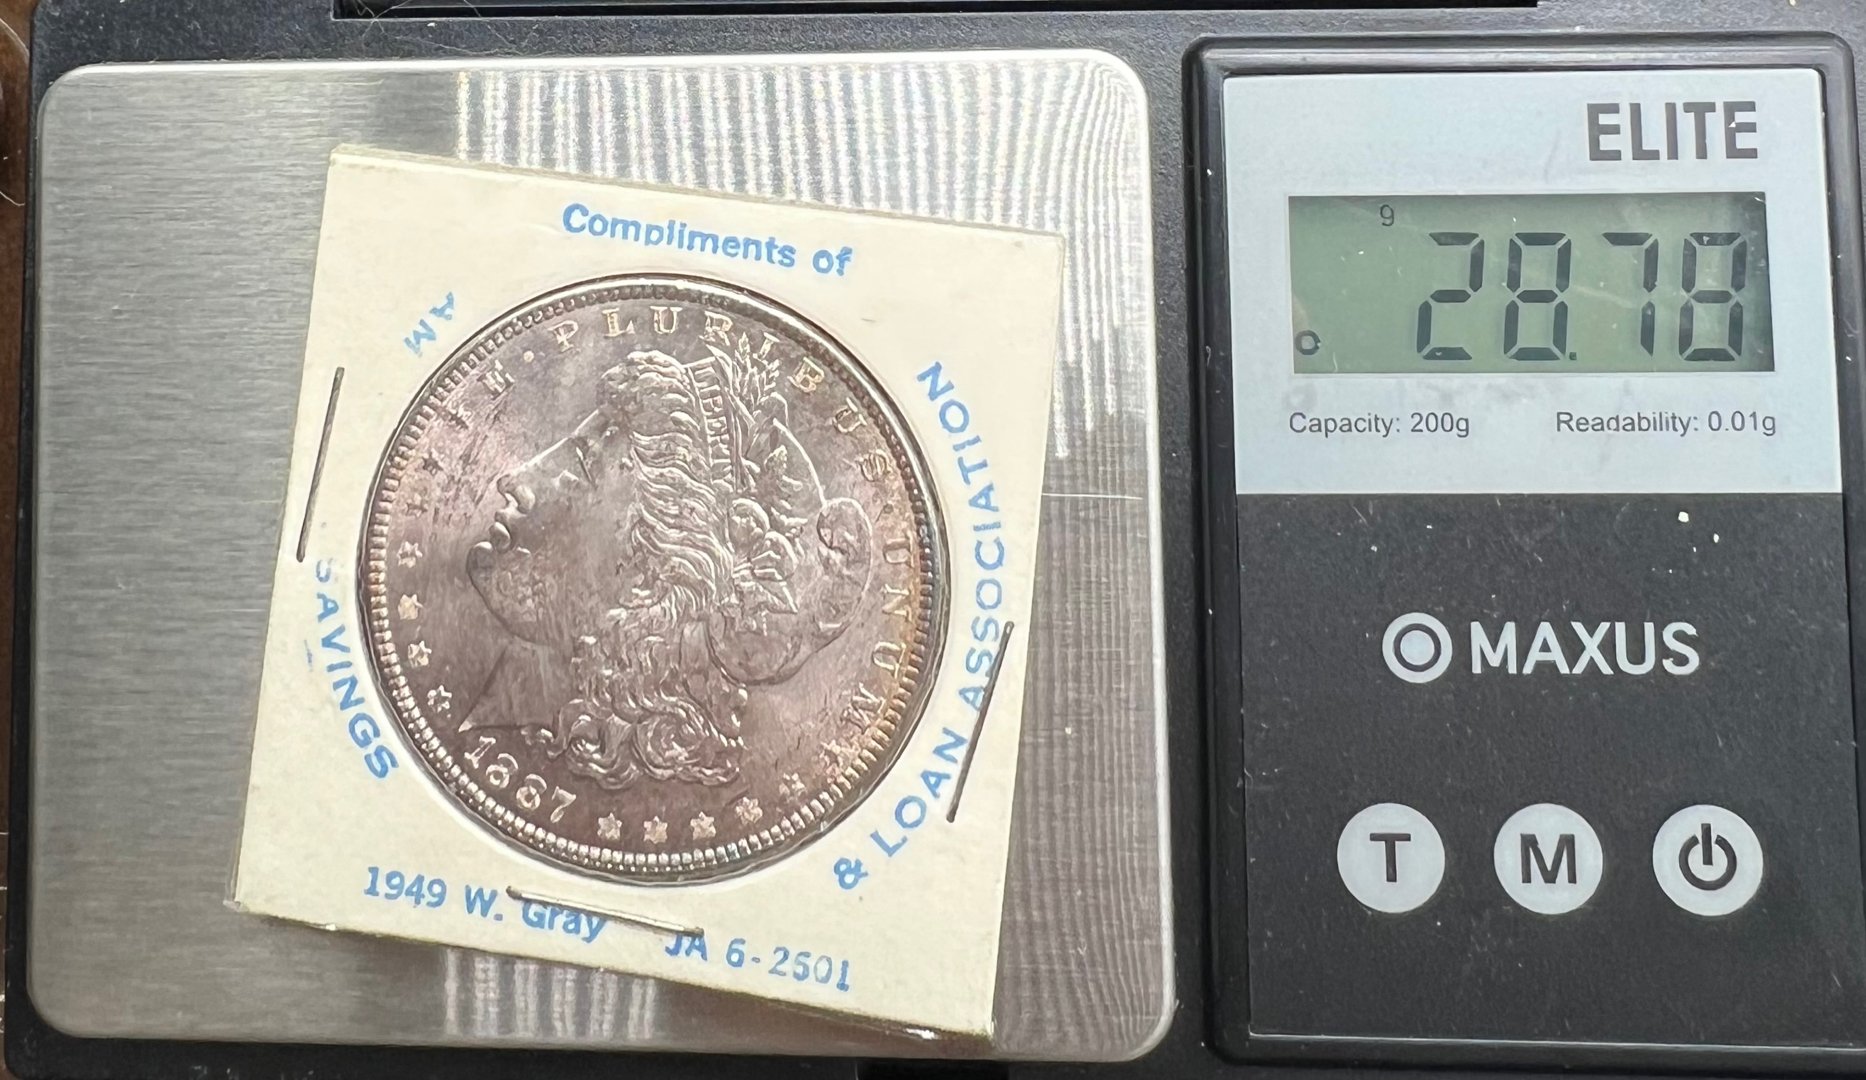 Compliments of
AM
SAVINGS
& LOAN ASSOCIATION
1949 W. Gray JA 6-2501
E · PLURIBUS · UNUM
LIBERTY
1887
ELITE
g
28.78
o
Capacity: 200g Readability: 0.01g
MAXUS
T M